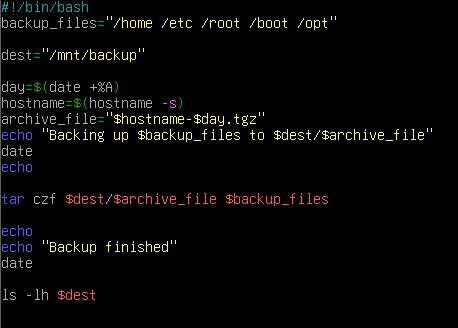 #!/bin/bash
backup_files="/home /etc /root /boot /opt"
dest="/mnt/backup"
day=$(date +%A)
hostname=$(hostname -s)
archive_file="$hostname-$day.tgz"
echo "Backing up $backup_files to $dest/$archive_file"
date
echo
tar czf $dest/$archive_file $backup_files
echo
echo "Backup finished"
date
ls -lh $dest